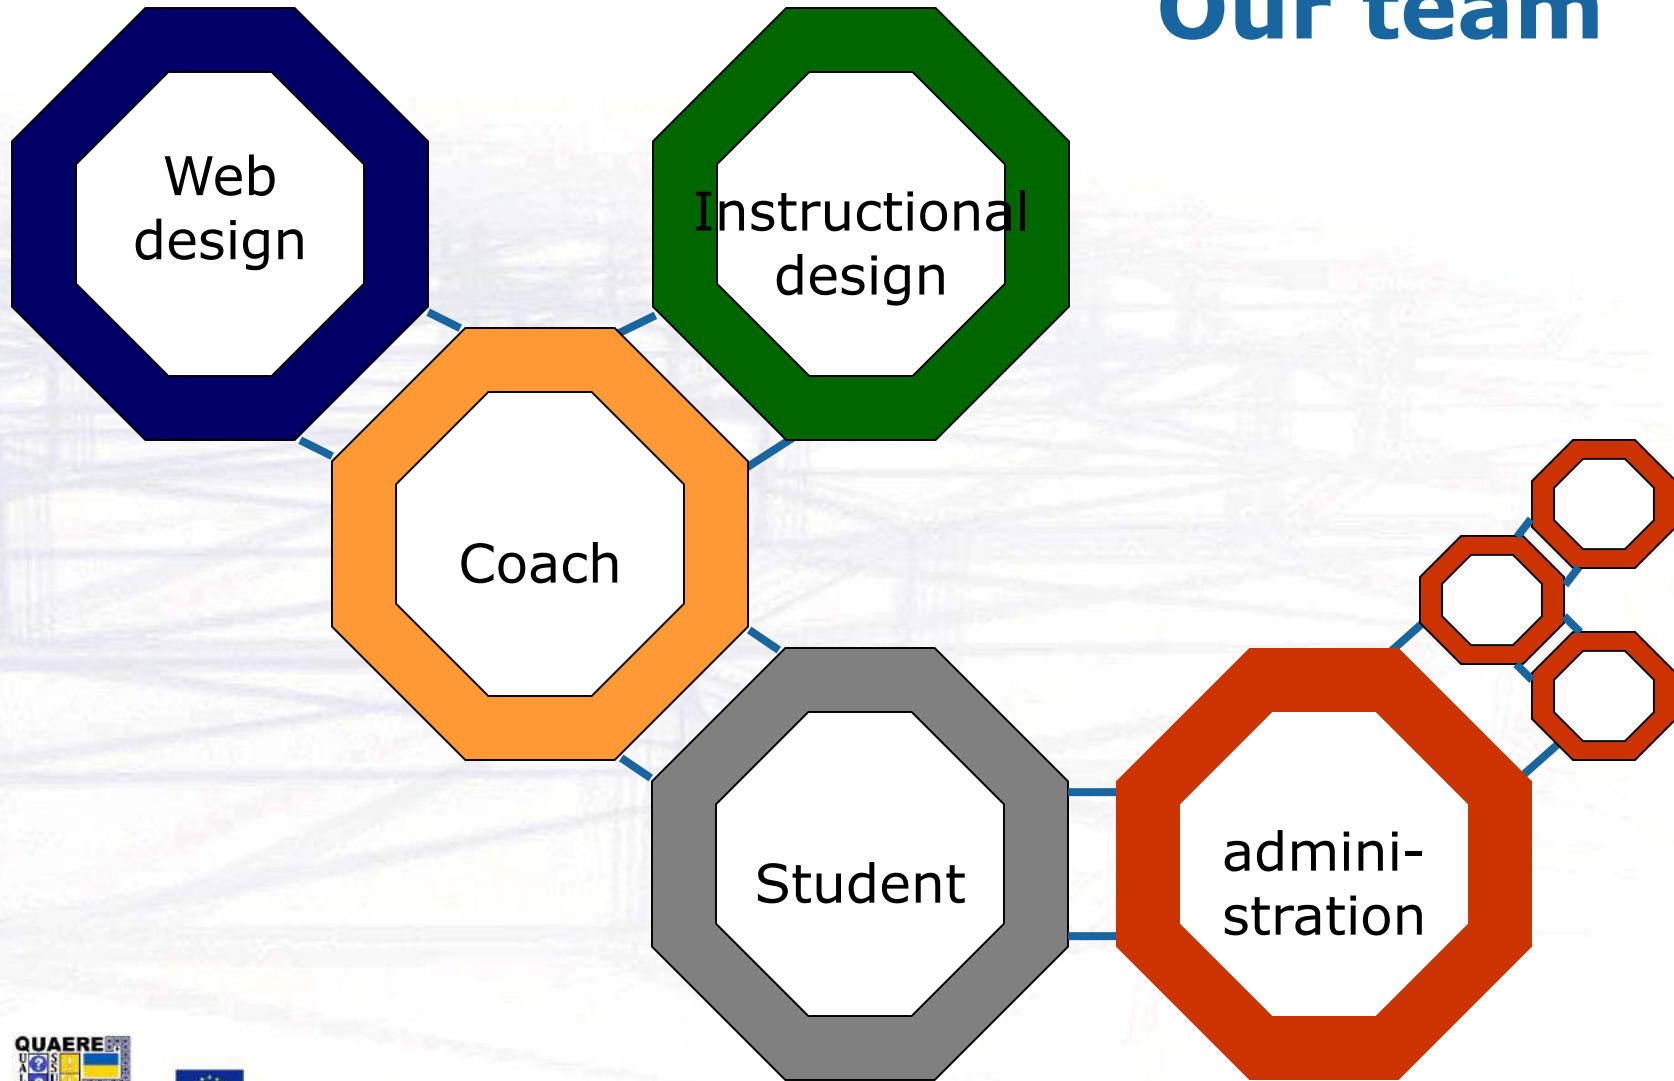 Our team
Web
design
Instructional
design
Coach
Student
admini-
stration
QUAERE